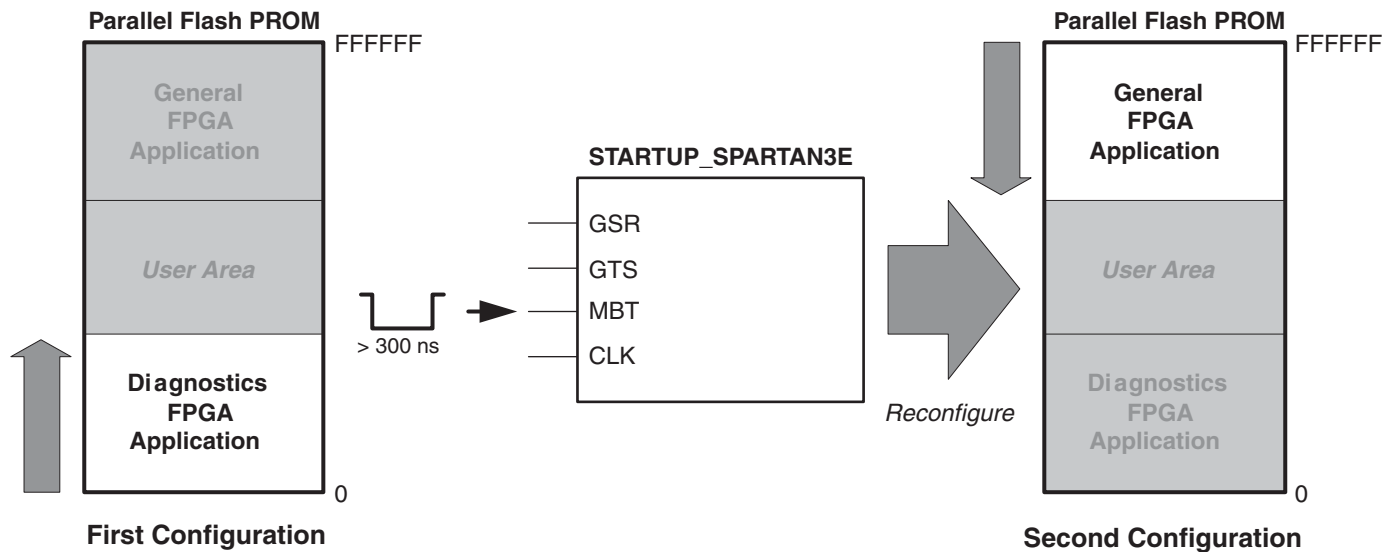 Parallel Flash PROM
FFFFFF
General
FPGA
Application
User Area
Diagnostics
FPGA
Application
0
First Configuration
> 300 ns
STARTUP_SPARTAN3E
GSR
GTS
MBT
CLK
Reconfigure
Parallel Flash PROM
FFFFFF
General
FPGA
Application
User Area
Diagnostics
FPGA
Application
0
Second Configuration